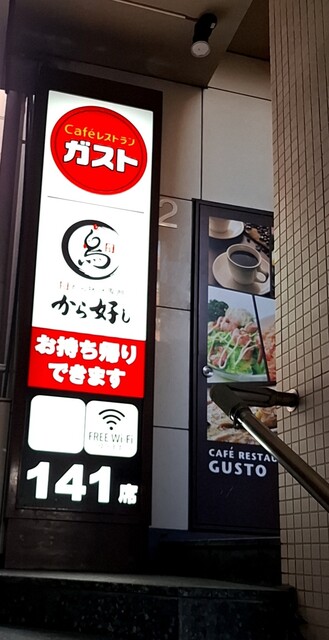 Caféレストラン
ガスト
から好し
お持ち帰り
できます
FREE Wi Fi
141席
2
CAFÉ RESTAU
GUSTO